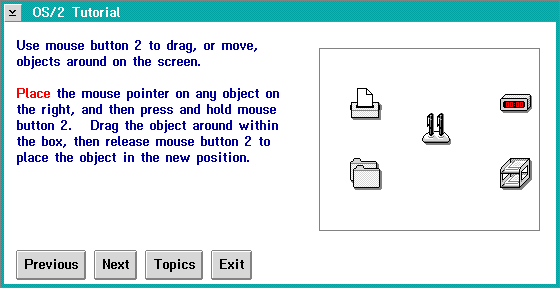 OS/2 Tutorial
Use mouse button 2 to drag, or move,
objects around on the screen.
Place the mouse pointer on any object on
the right, and then press and hold mouse
button 2. Drag the object around within
the box, then release mouse button 2 to
place the object in the new position.
Previous Next Topics Exit